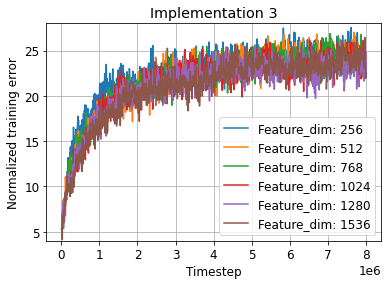 Implementation 3
Normalized training error
25
20
15
10
5
Feature_dim: 256
Feature_dim: 512
Feature_dim: 768
Feature_dim: 1024
Feature_dim: 1280
Feature_dim: 1536
0 1 2 3 4 5 6 7 8
1e6
Timestep